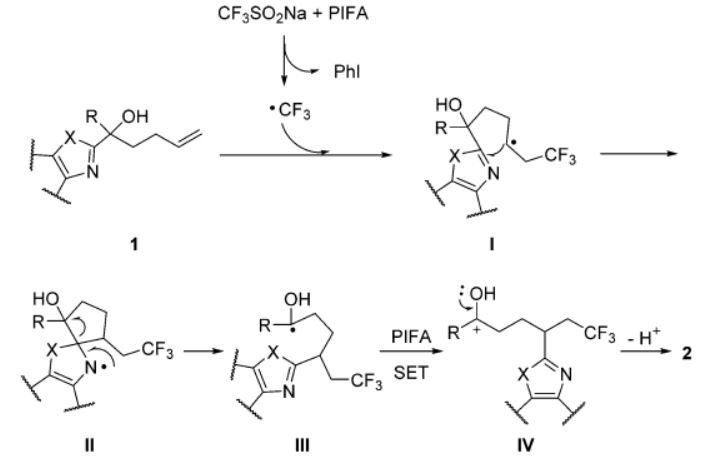 CF₃SO₂Na + PIFA
PhI
•CF₃
R OH
X
N
1
HO
R
X
N
•
CF₃
I
HO
R
X
N•
CF₃
II
OH
R •
X
N
CF₃
III
PIFA
SET
:OH
R +
CF₃
X N
IV
- H⁺
2